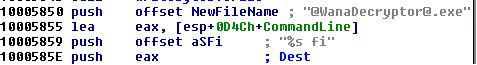 10005850 push    offset NewFileName ; "@WanaDecryptor@.exe"
10005855 lea     eax, [esp+0D4Ch+CommandLine]
10005859 push    offset aSFi     ; "%s fi"
1000585E push    eax             ; Dest